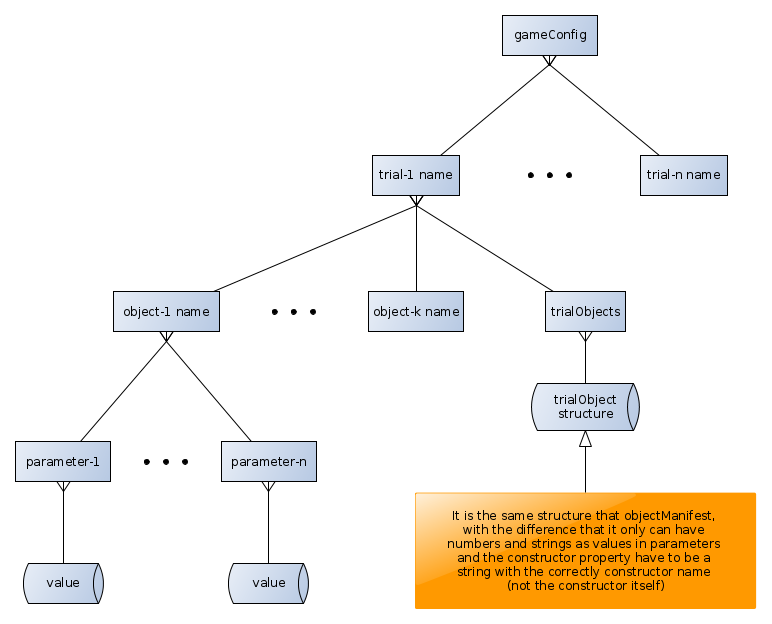 gameConfig
trial-1 name
trial-n name
object-1 name
object-k name
trialObjects
trialObject
structure
parameter-1
parameter-n
It is the same structure that objectManifest,
with the difference that it only can have
numbers and strings as values in parameters
and the constructor property have to be a
string with the correctly constructor name
(not the constructor itself)
value
value